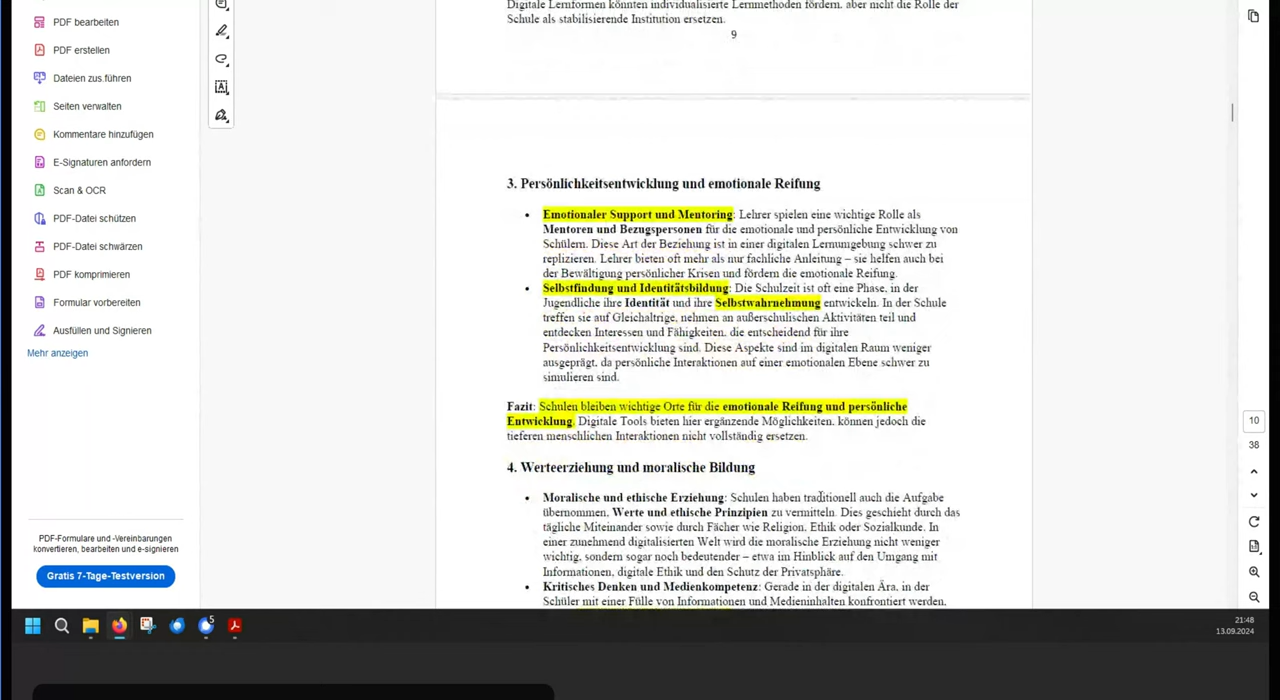 PDF bearbeiten
PDF erstellen
Dateien zus.führen
Seiten verwalten
Kommentare hinzufügen
E-Signaturen anfordern
Scan & OCR
PDF-Datei schützen
PDF-Datei schwärzen
PDF komprimieren
Formular vorbereiten
Ausfüllen und Signieren
Mehr anzeigen
PDF-Formulare und -Vereinbarungen
konvertieren, bearbeiten und e-signieren
Gratis 7-Tage-Testversion
Digitale Lernformen könnten individualisierte Lernmethoden fördern, aber nicht die Rolle der
Schule als stabilisierende Institution ersetzen.
9
3. Persönlichkeitsentwicklung und emotionale Reifung
• Emotionaler Support und Mentoring: Lehrer spielen eine wichtige Rolle als
Mentoren und Bezugspersonen für die emotionale und persönliche Entwicklung von
Schülern. Diese Art der Beziehung ist in einer digitalen Lernumgebung schwer zu
replizieren. Lehrer bieten oft mehr als nur fachliche Anleitung – sie helfen auch bei
der Bewältigung persönlicher Krisen und fördern die emotionale Reifung.
• Selbstfindung und Identitätsbildung: Die Schulzeit ist oft eine Phase, in der
Jugendliche ihre Identität und ihre Selbstwahrnehmung entwickeln. In der Schule
treffen sie auf Gleichaltrige, nehmen an außerschulischen Aktivitäten teil und
entdecken Interessen und Fähigkeiten, die entscheidend für ihre
Persönlichkeitsentwicklung sind. Diese Aspekte sind im digitalen Raum weniger
ausgeprägt, da persönliche Interaktionen auf einer emotionalen Ebene schwer zu
simulieren sind.
Fazit: Schulen bleiben wichtige Orte für die emotionale Reifung und persönliche
Entwicklung. Digitale Tools bieten hier ergänzende Möglichkeiten, können jedoch die
tieferen menschlichen Interaktionen nicht vollständig ersetzen.
4. Werteerziehung und moralische Bildung
• Moralische und ethische Erziehung: Schulen haben traditionell auch die Aufgabe
übernommen, Werte und ethische Prinzipien zu vermitteln. Dies geschieht durch das
tägliche Miteinander sowie durch Fächer wie Religion, Ethik oder Sozialkunde. In
einer zunehmend digitalisierten Welt wird die moralische Erziehung nicht weniger
wichtig, sondern sogar noch bedeutender – etwa im Hinblick auf den Umgang mit
Informationen, digitale Ethik und den Schutz der Privatsphäre.
• Kritisches Denken und Medienkompetenz: Gerade in der digitalen Ära, in der
Schüler mit einer Fülle von Informationen und Medieninhalten konfrontiert werden,
10
38
5
21:48
13.09.2024